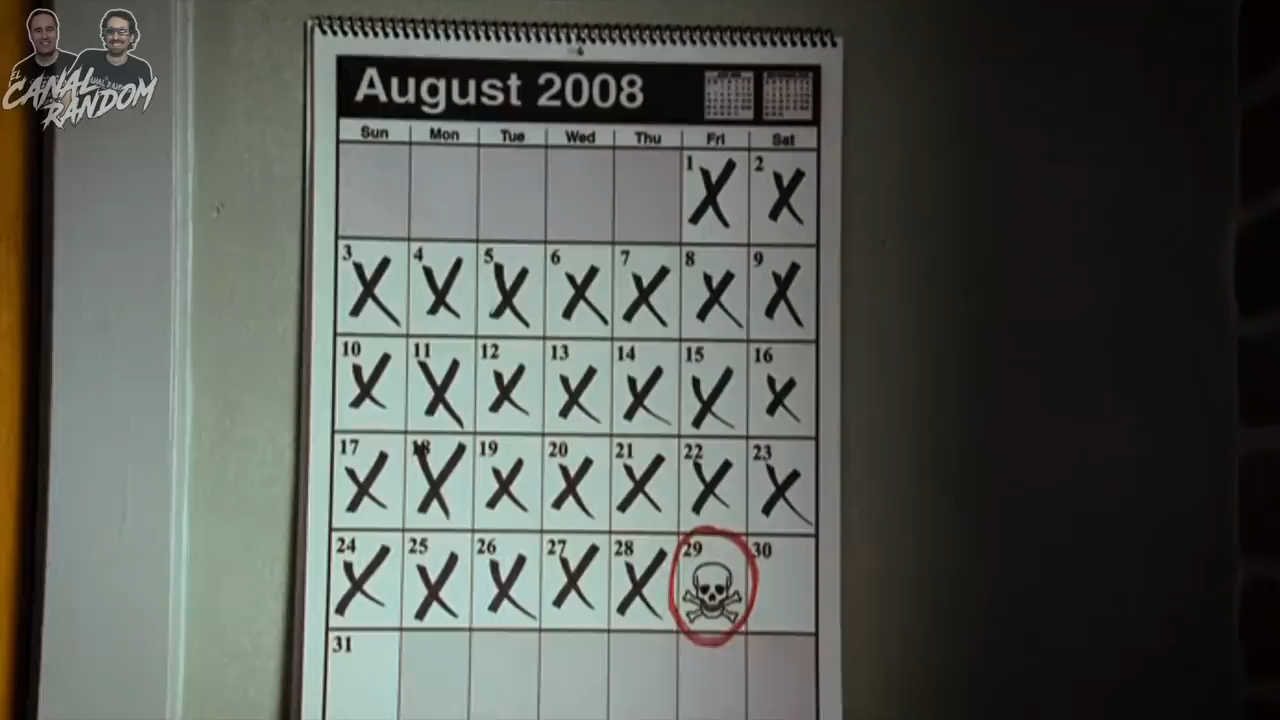 EL
CANAL
RANDOM
August 2008
Sun Mon Tue Wed Thu Fri Sat
1 2
3 4 5 6 7 8 9
10 11 12 13 14 15 16
17 18 19 20 21 22 23
24 25 26 27 28 29 30
31